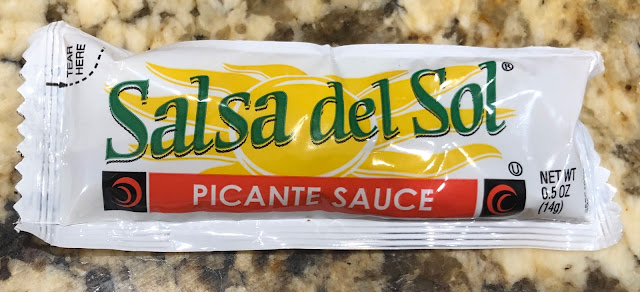 TEAR
HERE
Salsa del Sol®
PICANTE SAUCE
U
NET WT
0.5 OZ
(14g)